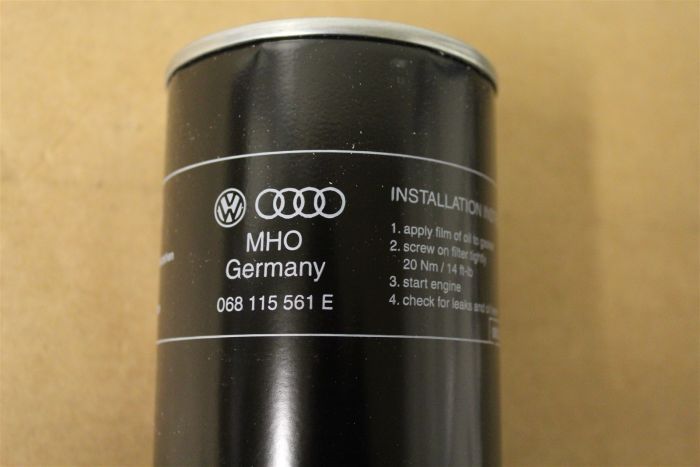 MHO
Germany
068 115 561 E
INSTALLATION
1. apply film of oil to
2. screw on filter tightly
20 Nm / 14 ft-lb
3. start engine
4. check for leaks and